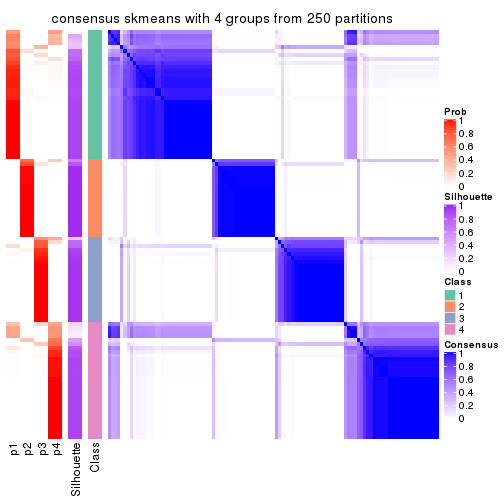 consensus skmeans with 4 groups from 250 partitions
Prob
1
0.8
0.6
0.4
0.2
0
Silhouette
1
0.8
0.6
0.4
0.2
0
Class
1
2
3
4
Consensus
1
0.8
0.6
0.4
0.2
0
p1
p2
p3
p4
Silhouette
Class